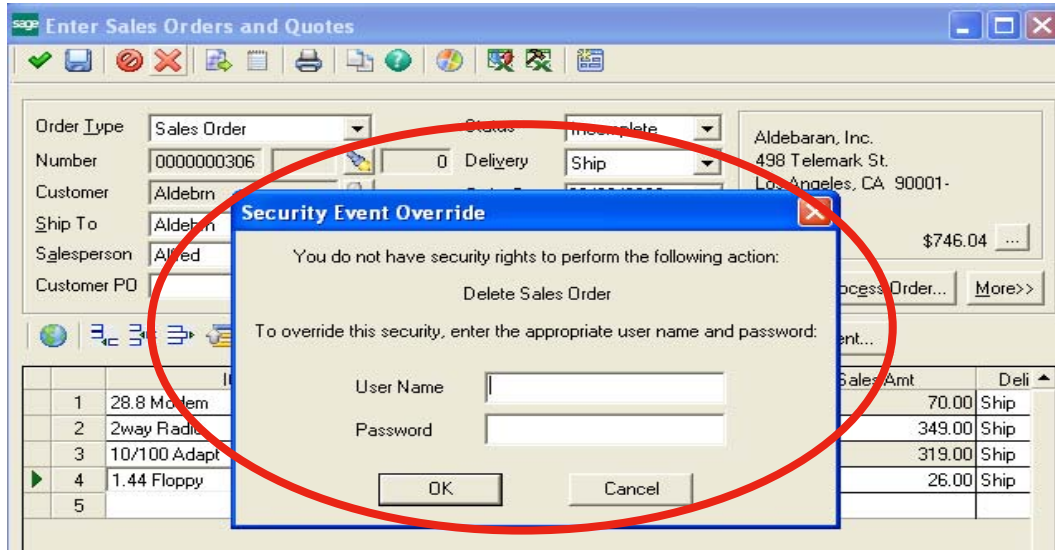 sage Enter Sales Orders and Quotes
Order Type Sales Order Status Incomplete
Number 0000000306 0 Delivery Ship
Customer Aldebrn
Ship To
Salesperson Alfred
Customer PO
Aldebaran, Inc.
498 Telemark St.
Los Angeles, CA 90001-
$746.04 ...
More>>
Security Event Override
You do not have security rights to perform the following action:
Delete Sales Order
To override this security, enter the appropriate user name and password:
User Name
Password
OK Cancel
Sales Amt
1 28.8 Modem 70.00 Ship
2 2way Radio 349.00 Ship
3 10/100 Adapt 319.00 Ship
4 1.44 Floppy 26.00 Ship
5